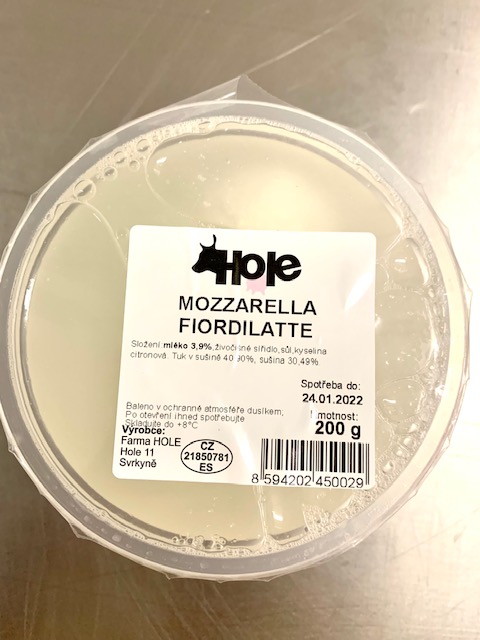 Hole
MOZZARELLA
FIORDILATTE
Složení mléko 3,9%,živočišné siřidlo,sůl,kyselina
citronová. Tuk v sušině 40,90%, sušina 30,49%
Spotřeba do:
24.01.2022
Baleno v ochranné atmosféře dusíkem;
Po otevření ihned spotřebujte
Skladujte do +8°C
Hmotnost:
200 g
Výrobce:
Farma HOLE
Hole 11
Svrkyně
CZ
21850781
ES
8 594202 450029